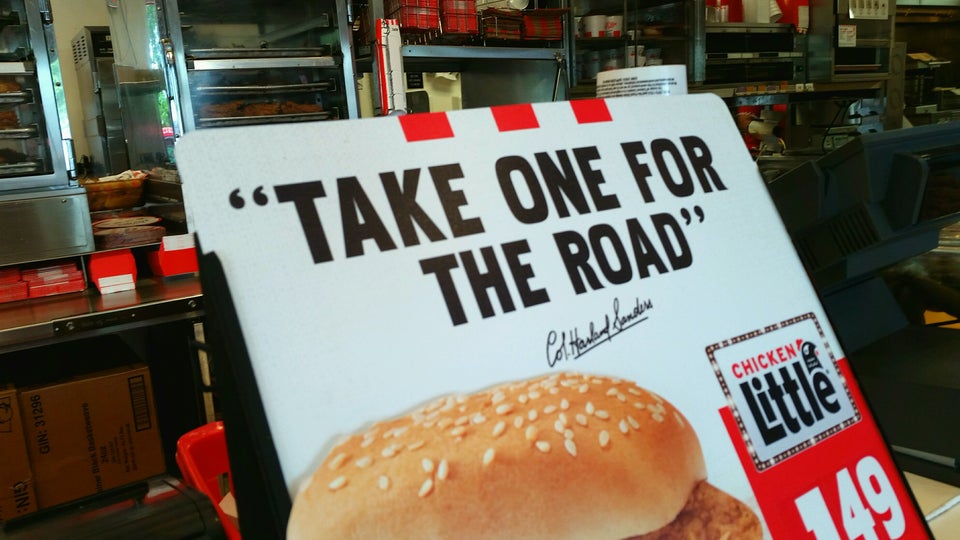 “TAKE ONE FOR
THE ROAD”
Col. Harland Sanders
CHICKEN
Little
149
GIN: 31296